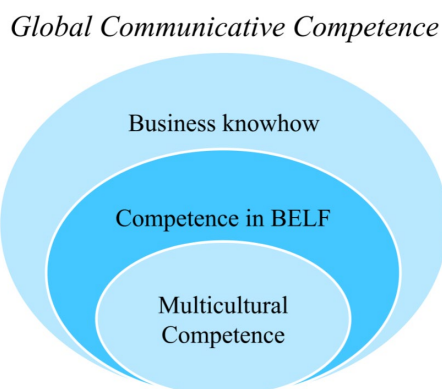 Global Communicative Competence
Business knowhow
Competence in BELF
Multicultural
Competence